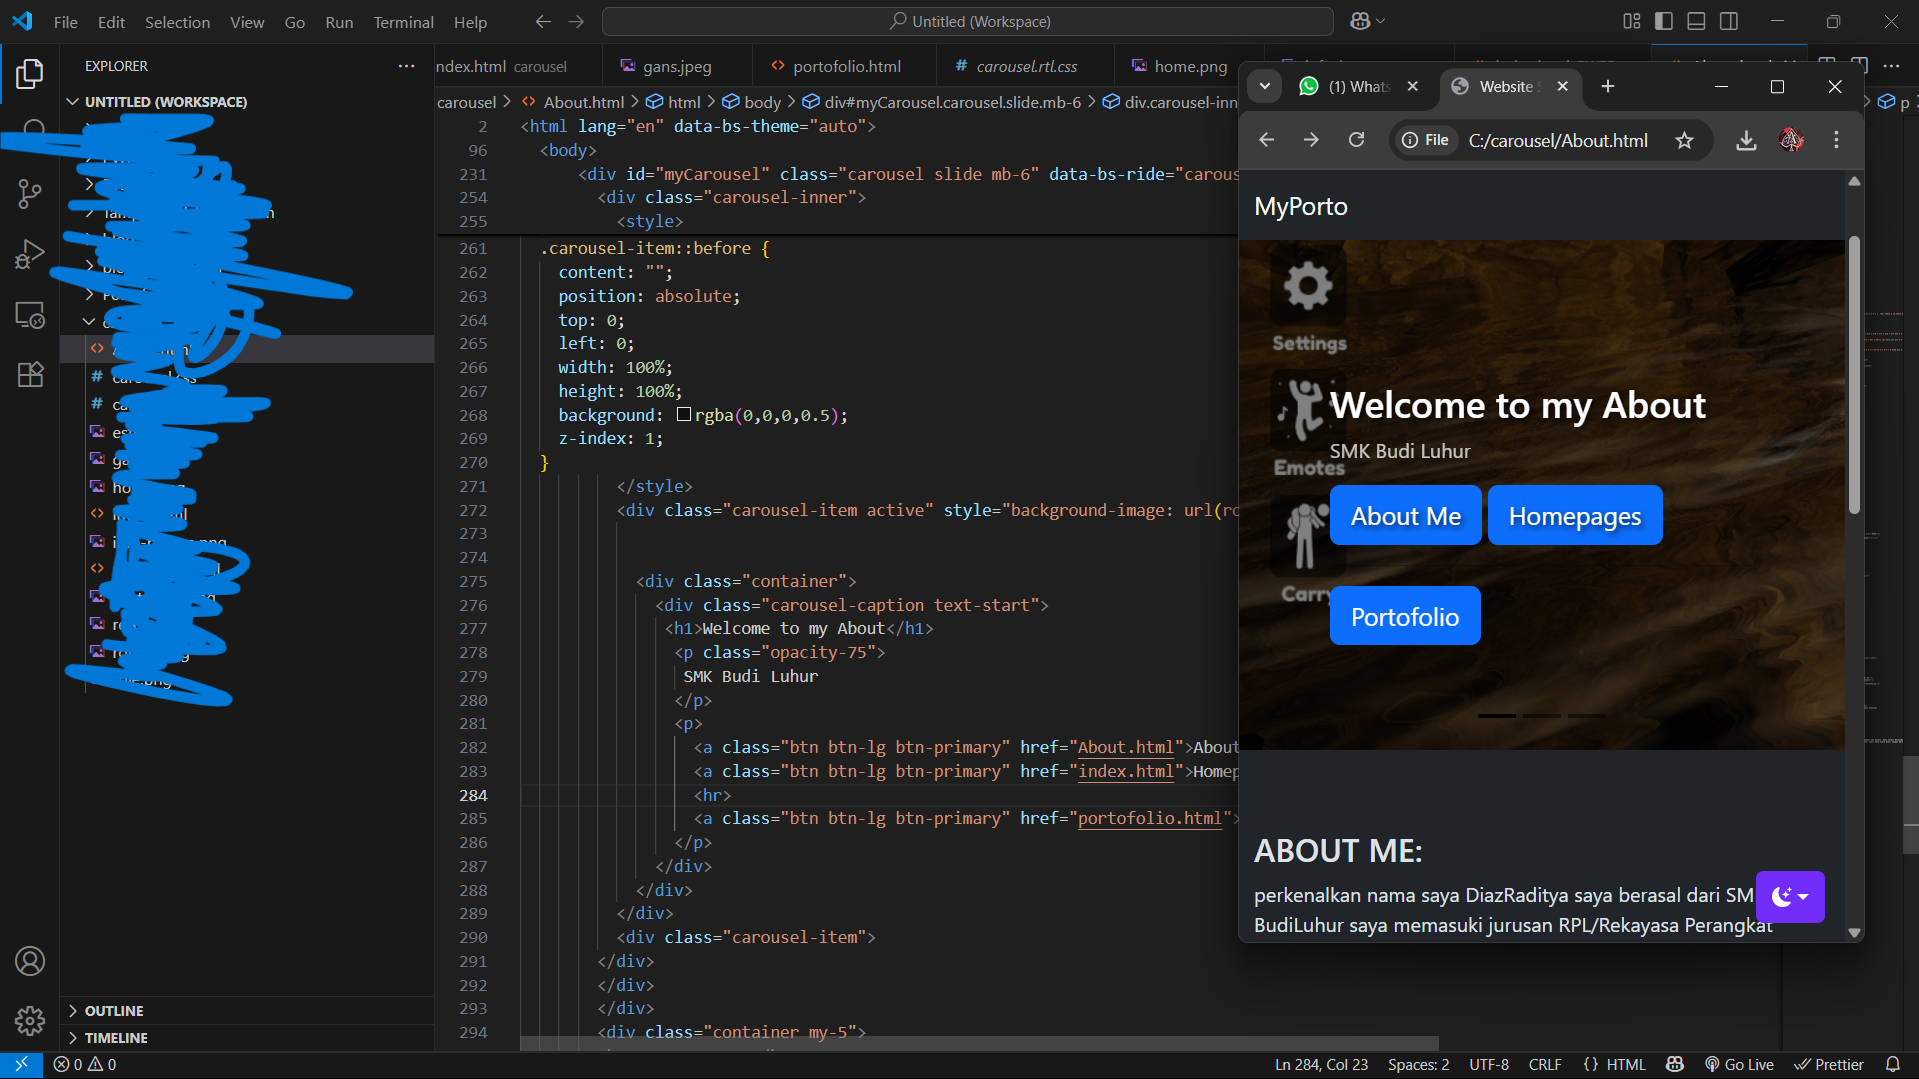 File Edit Selection View Go Run Terminal Help
Untitled (Workspace)
EXPLORER
UNTITLED (WORKSPACE)
OUTLINE
TIMELINE
ndex.html carousel
gans.jpeg
portofolio.html
carousel.rtl.css
home.png
carousel > About.html > html > body > div#myCarousel.carousel.slide.mb-6 > div.carousel-inn
2 <html lang="en" data-bs-theme="auto">
96 <body>
231 <div id="myCarousel" class="carousel slide mb-6" data-bs-ride="carous
254 <div class="carousel-inner">
255 <style>
261 .carousel-item::before {
262 content: "";
263 position: absolute;
264 top: 0;
265 left: 0;
266 width: 100%;
267 height: 100%;
268 background: rgba(0,0,0,0.5);
269 z-index: 1;
270 }
271 </style>
272 <div class="carousel-item active" style="background-image: url(ro
273
274
275 <div class="container">
276 <div class="carousel-caption text-start">
277 <h1>Welcome to my About</h1>
278 <p class="opacity-75">
279 SMK Budi Luhur
280 </p>
281 <p>
282 <a class="btn btn-lg btn-primary" href="About.html">About
283 <a class="btn btn-lg btn-primary" href="index.html">Homep
284 <hr>
285 <a class="btn btn-lg btn-primary" href="portofolio.html">
286 </p>
287 </div>
288 </div>
289 </div>
290 <div class="carousel-item">
291 </div>
292 </div>
293 </div>
294 <div class="container my-5">
(1) Whats
Website
File C:/carousel/About.html
MyPorto
Settings
Welcome to my About
SMK Budi Luhur
Emotes
About Me Homepages
Carry
Portofolio
ABOUT ME:
perkenalkan nama saya DiazRaditya saya berasal dari SM
BudiLuhur saya memasuki jurusan RPL/Rekayasa Perangkat
p
0 0
Ln 284, Col 23 Spaces: 2 UTF-8 CRLF {} HTML Go Live Prettier